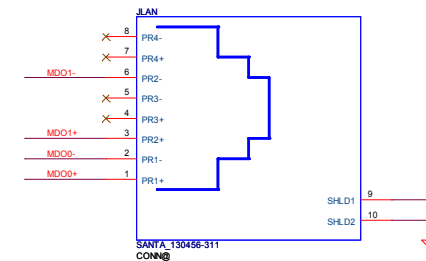 JLAN
8 PR4-
7 PR4+
MDO1- 6 PR2-
5 PR3-
4 PR3+
MDO1+ 3 PR2+
MDO0- 2 PR1-
MDO0+ 1 PR1+
SHLD1 9
SHLD2 10
SANTA_130456-311
CONN@